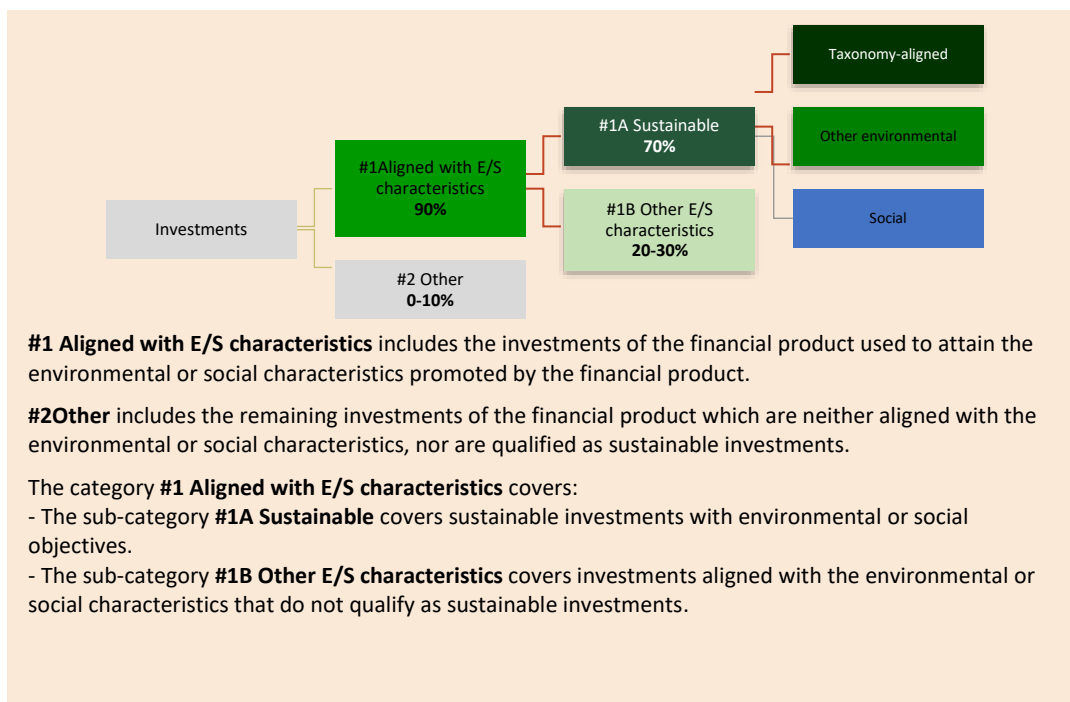 Taxonomy-aligned
#1A Sustainable
70%
Other environmental
#1Aligned with E/S
characteristics
90%
#1B Other E/S
characteristics
20-30%
Social
Investments
#2 Other
0-10%
#1 Aligned with E/S characteristics includes the investments of the financial product used to attain the
environmental or social characteristics promoted by the financial product.
#2Other includes the remaining investments of the financial product which are neither aligned with the
environmental or social characteristics, nor are qualified as sustainable investments.
The category #1 Aligned with E/S characteristics covers:
- The sub-category #1A Sustainable covers sustainable investments with environmental or social
objectives.
- The sub-category #1B Other E/S characteristics covers investments aligned with the environmental or
social characteristics that do not qualify as sustainable investments.